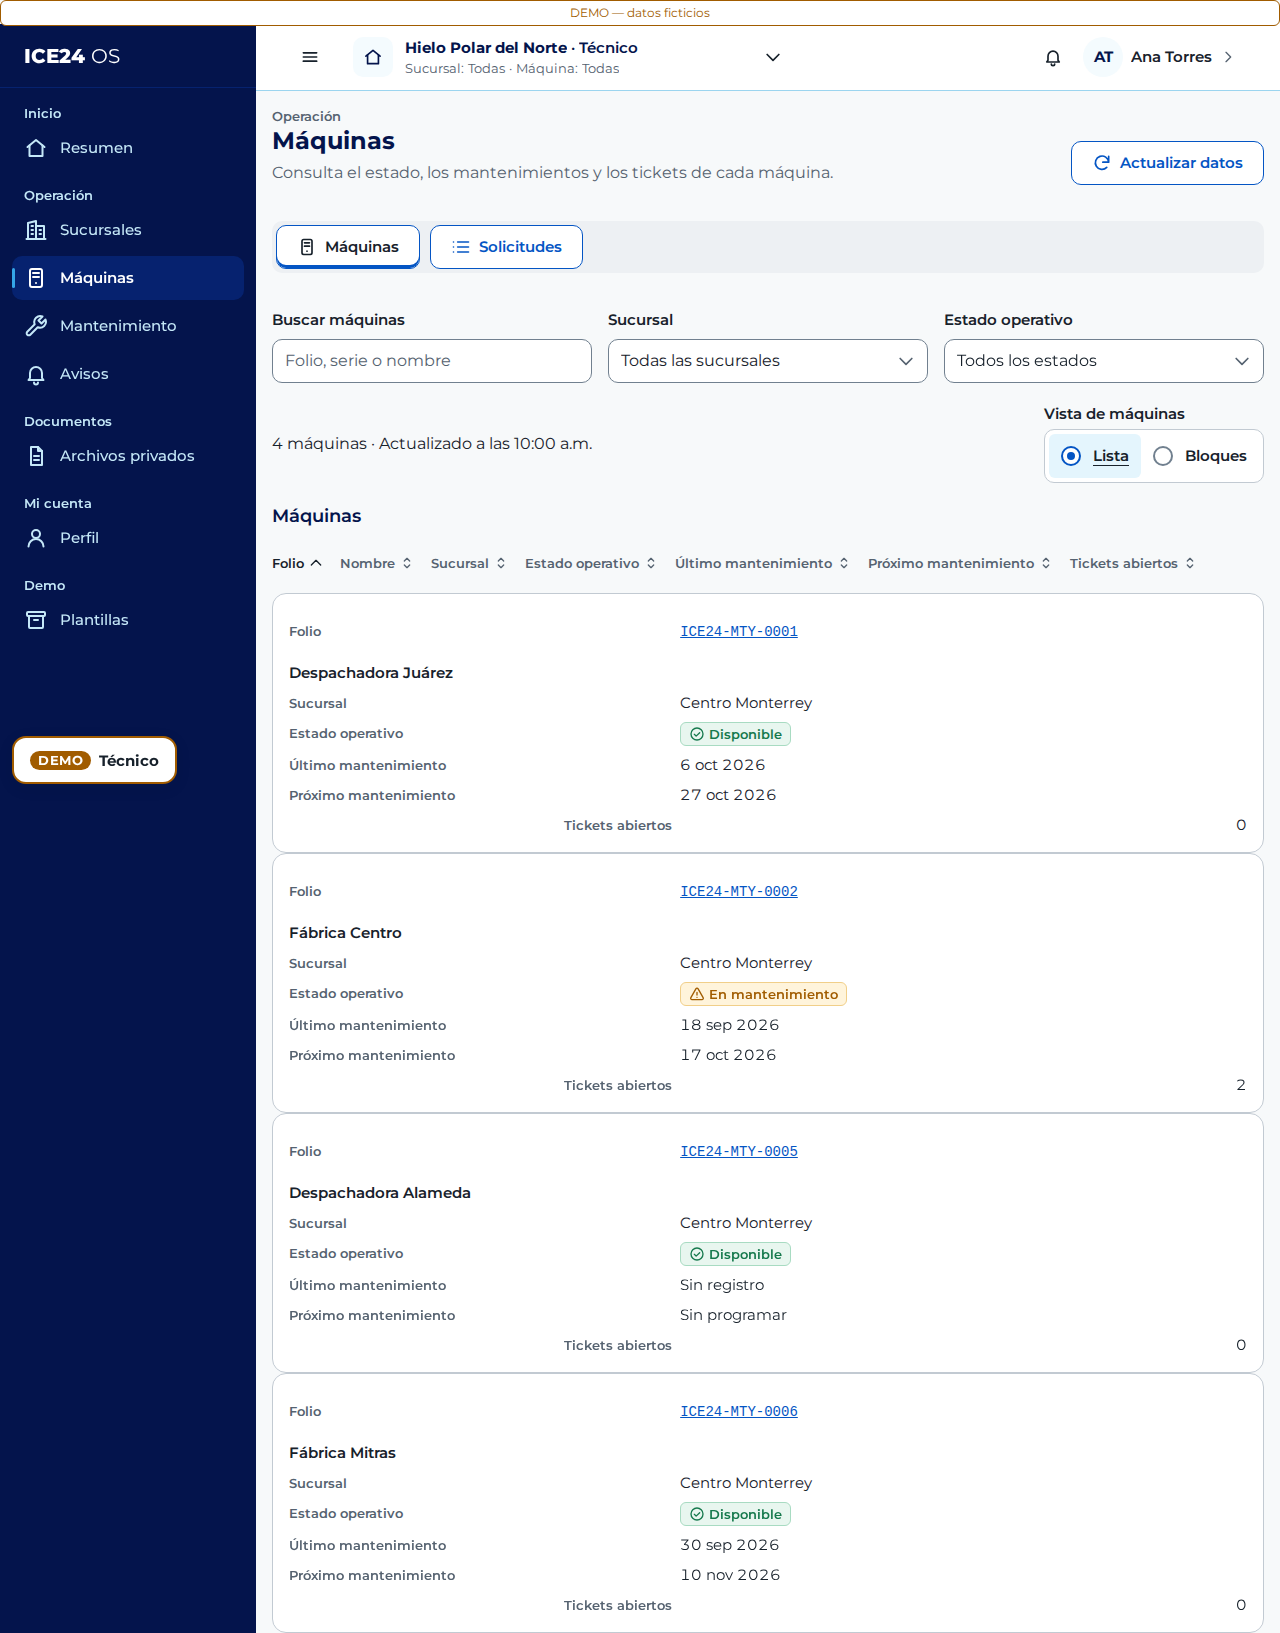 DEMO — datos ficticios
ICE24 OS
Inicio
Resumen
Operación
Sucursales
Máquinas
Mantenimiento
Avisos
Documentos
Archivos privados
Mi cuenta
Perfil
Demo
Plantillas
DEMO Técnico
Hielo Polar del Norte · Técnico
Sucursal: Todas · Máquina: Todas
AT Ana Torres
Operación
Máquinas
Consulta el estado, los mantenimientos y los tickets de cada máquina.
Actualizar datos
Máquinas Solicitudes
Buscar máquinas Sucursal Estado operativo
Folio, serie o nombre Todas las sucursales Todos los estados
4 máquinas · Actualizado a las 10:00 a.m.
Vista de máquinas
Lista Bloques
Máquinas
Folio Nombre Sucursal Estado operativo Último mantenimiento Próximo mantenimiento Tickets abiertos
Folio ICE24-MTY-0001
Despachadora Juárez
Sucursal Centro Monterrey
Estado operativo Disponible
Último mantenimiento 6 oct 2026
Próximo mantenimiento 27 oct 2026
Tickets abiertos 0
Folio ICE24-MTY-0002
Fábrica Centro
Sucursal Centro Monterrey
Estado operativo En mantenimiento
Último mantenimiento 18 sep 2026
Próximo mantenimiento 17 oct 2026
Tickets abiertos 2
Folio ICE24-MTY-0005
Despachadora Alameda
Sucursal Centro Monterrey
Estado operativo Disponible
Último mantenimiento Sin registro
Próximo mantenimiento Sin programar
Tickets abiertos 0
Folio ICE24-MTY-0006
Fábrica Mitras
Sucursal Centro Monterrey
Estado operativo Disponible
Último mantenimiento 30 sep 2026
Próximo mantenimiento 10 nov 2026
Tickets abiertos 0